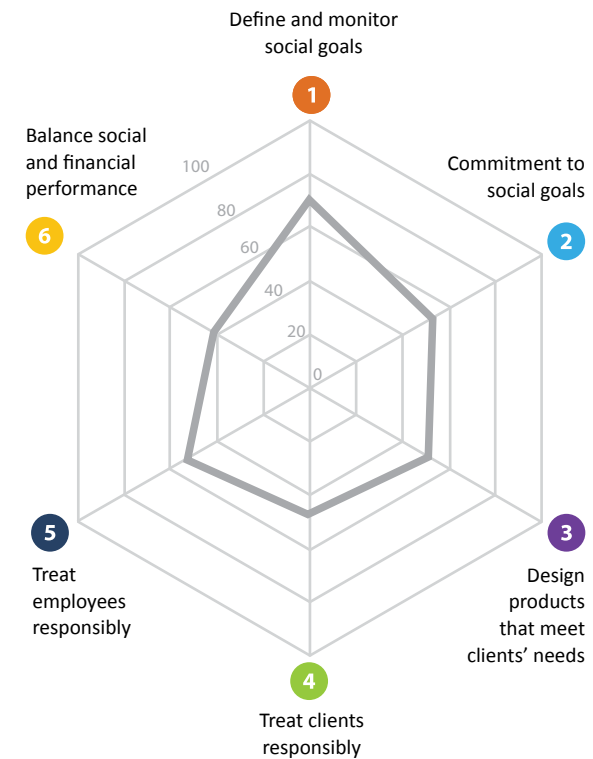 Define and monitor
social goals
1
Balance social
and financial
performance
6
Commitment to
social goals
2
100
80
60
40
20
0
5
Treat
employees
responsibly
3
Design
products
that meet
clients’ needs
4
Treat clients
responsibly